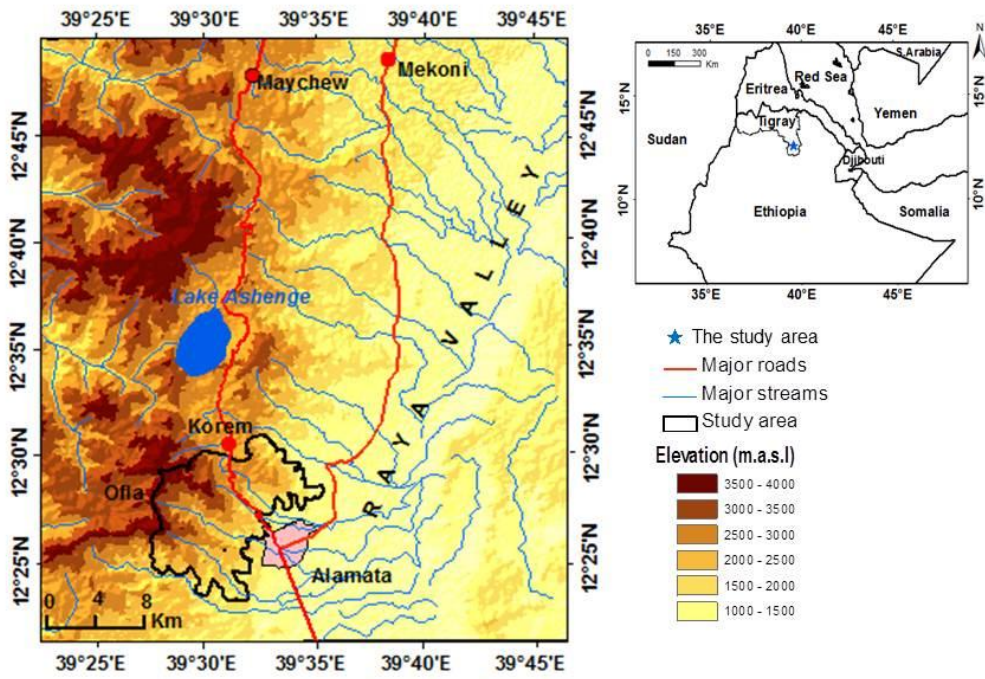 39°25'E 39°30'E 39°35'E 39°40'E 39°45'E
12°45'N
12°40'N
12°35'N
12°30'N
12°25'N
Maychew
Mekoni
Lake Ashenge
Korem
Ofla
Alamata
RAYA VALLEY
0 4 8
Km
12°45'N
12°40'N
12°35'N
12°30'N
12°25'N
39°25'E 39°30'E 39°35'E 39°40'E 39°45'E
35°E 40°E 45°E
N
0 150 300
Km
S.Arabia
Red Sea
Eritrea
Yemen
Tigray
Sudan
Djibouti
Ethiopia
Somalia
15°N
10°N
15°N
10°N
35°E 40°E 45°E
The study area
Major roads
Major streams
Study area
Elevation (m.a.s.l)
3500 - 4000
3000 - 3500
2500 - 3000
2000 - 2500
1500 - 2000
1000 - 1500